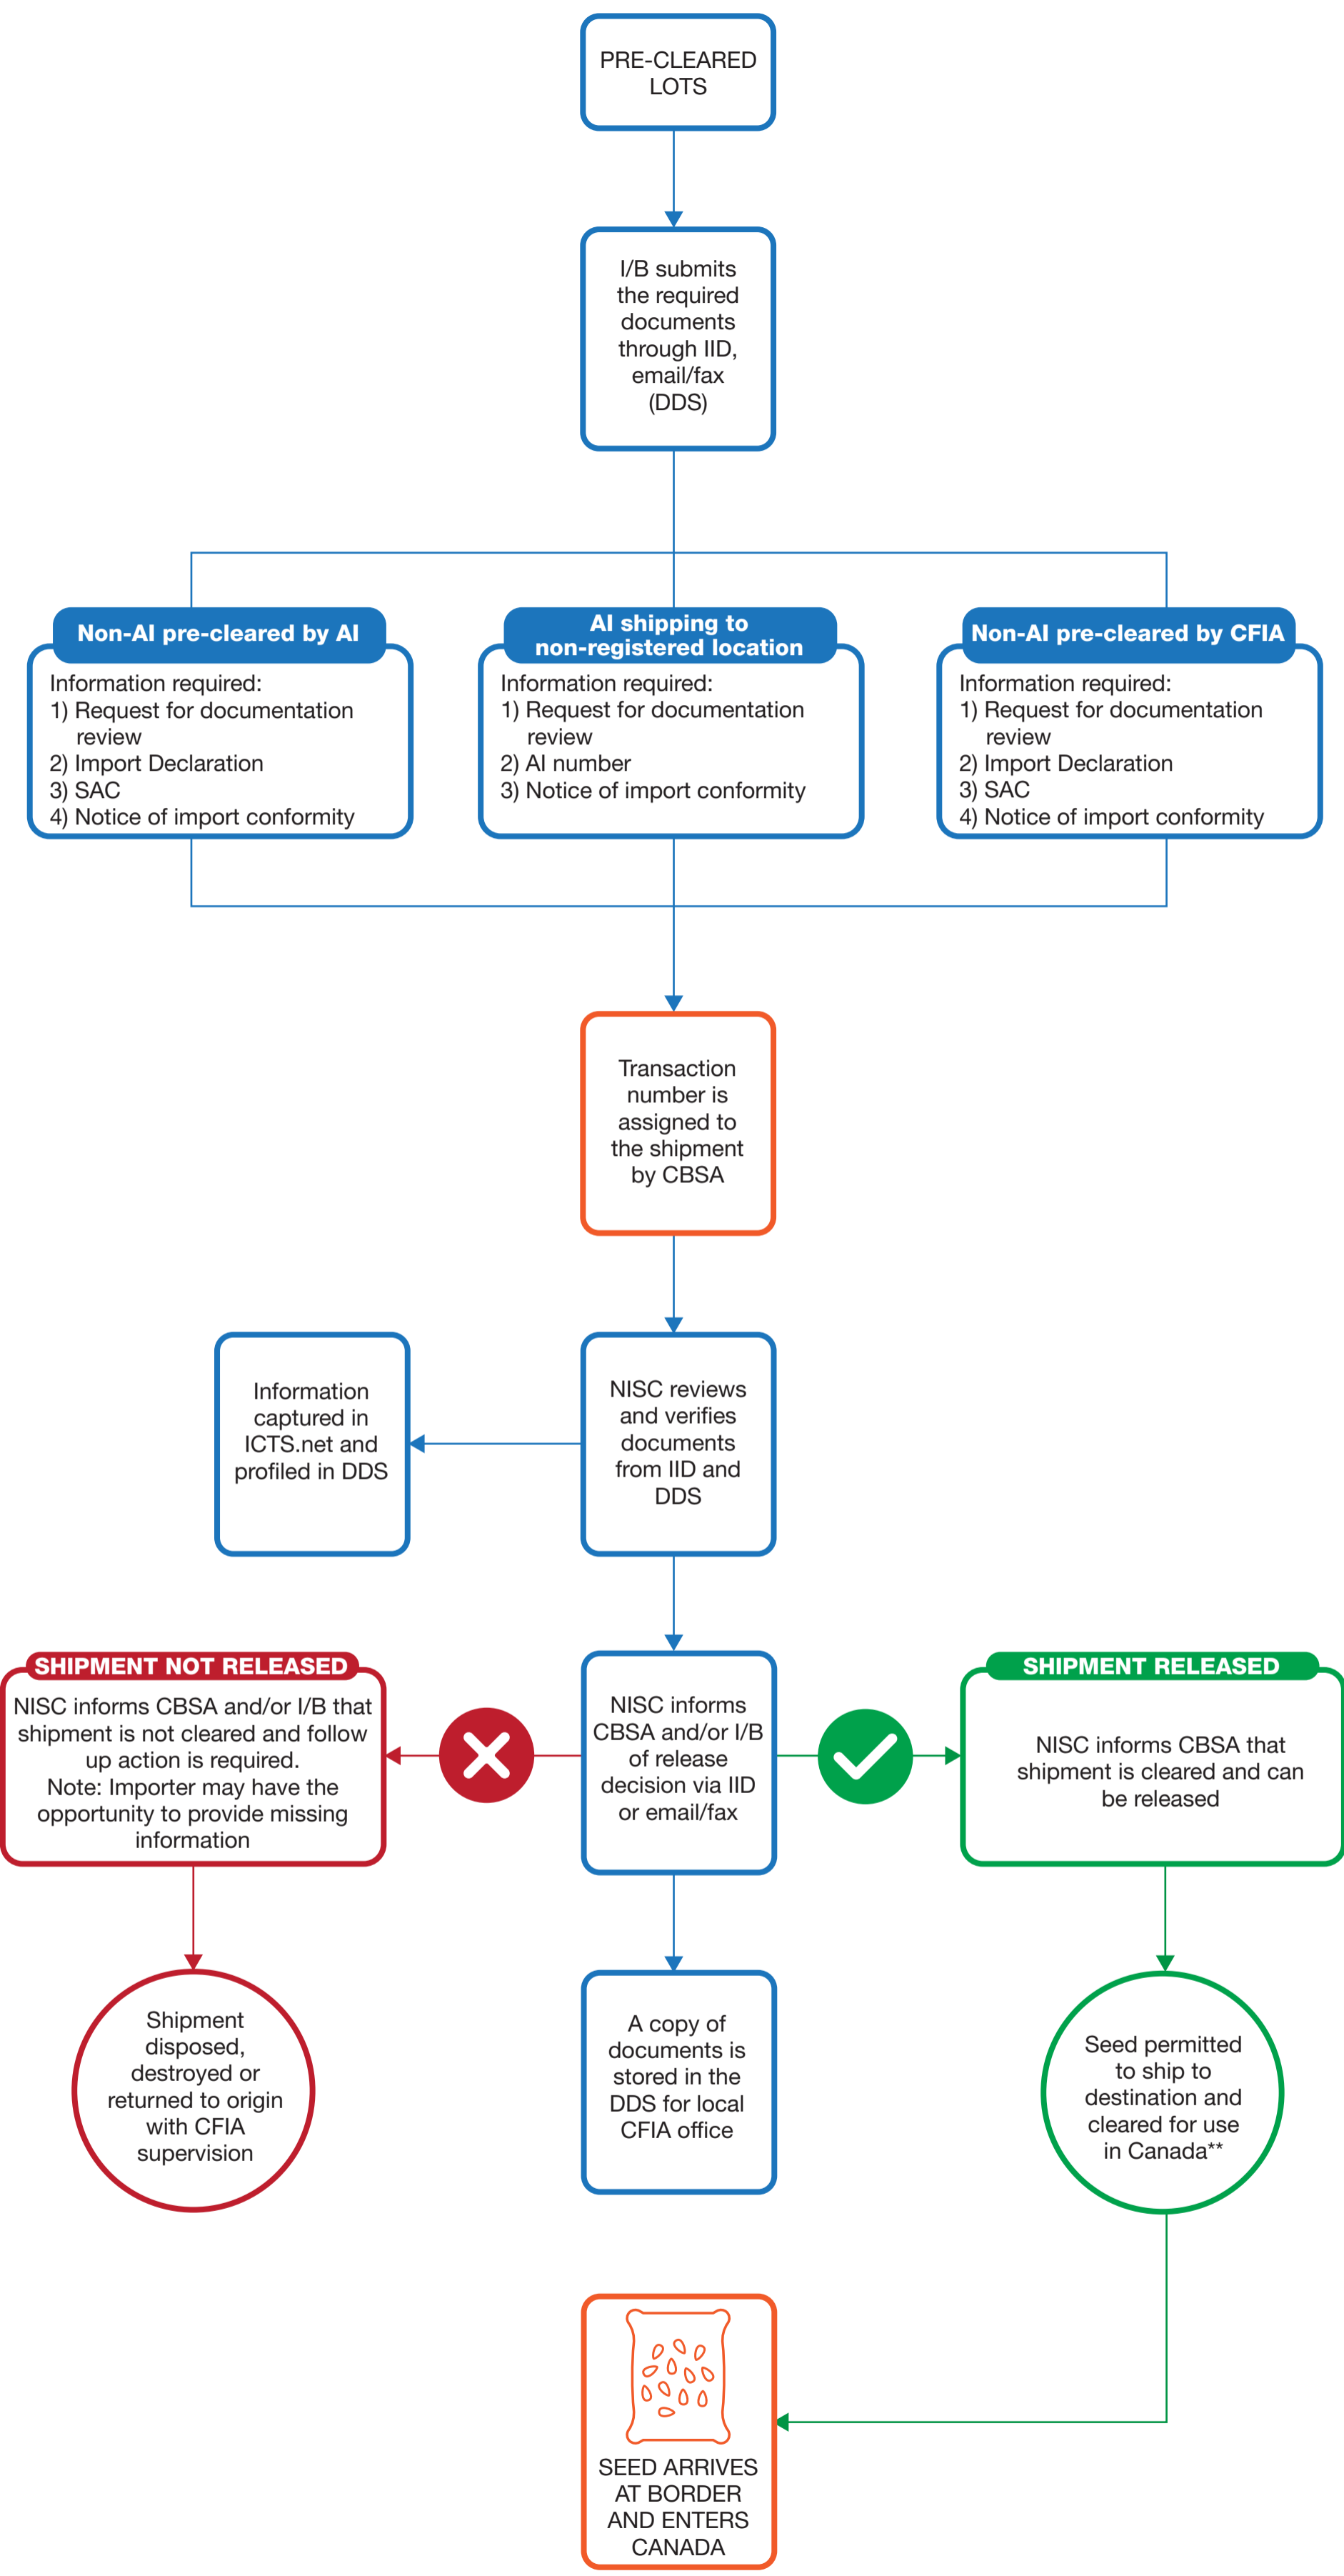 PRE-CLEARED
LOTS
I/B submits
the required
documents
through IID,
email/fax
(DDS)
Non-AI pre-cleared by AI
Information required:
1) Request for documentation
review
2) Import Declaration
3) SAC
4) Notice of import conformity
AI shipping to
non-registered location
Information required:
1) Request for documentation
review
2) AI number
3) Notice of import conformity
Non-AI pre-cleared by CFIA
Information required:
1) Request for documentation
review
2) Import Declaration
3) SAC
4) Notice of import conformity
Transaction
number is
assigned to
the shipment
by CBSA
Information
captured in
ICTS.net and
profiled in DDS
NISC reviews
and verifies
documents
from IID and
DDS
SHIPMENT NOT RELEASED
NISC informs CBSA and/or I/B that
shipment is not cleared and follow
up action is required.
Note: Importer may have the
opportunity to provide missing
information
NISC informs
CBSA and/or I/B
of release
decision via IID
or email/fax
SHIPMENT RELEASED
NISC informs CBSA that
shipment is cleared and can
be released
Shipment
disposed,
destroyed or
returned to origin
with CFIA
supervision
A copy of
documents is
stored in the
DDS for local
CFIA office
Seed permitted
to ship to
destination and
cleared for use
in Canada**
SEED ARRIVES
AT BORDER
AND ENTERS
CANADA